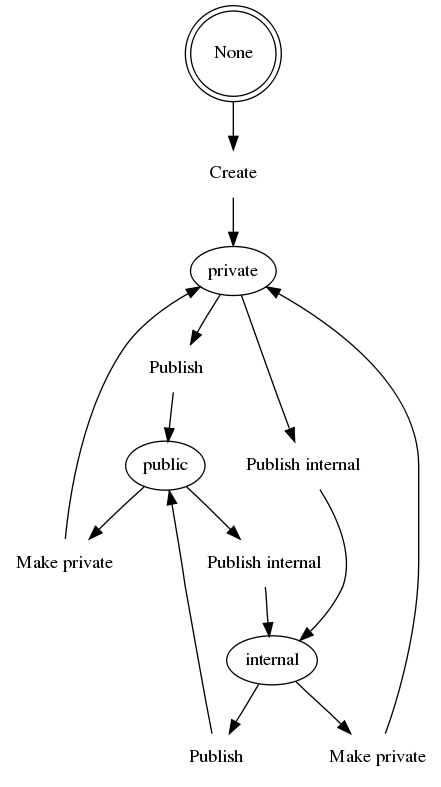 None
Create
private
Publish
public
Publish internal
Make private
Publish internal
internal
Publish
Make private